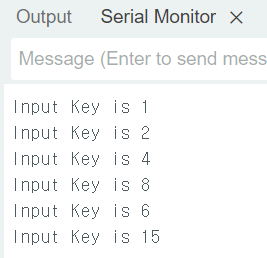 Output Serial Monitor ×
Message (Enter to send mess
Input Key is 1
Input Key is 2
Input Key is 4
Input Key is 8
Input Key is 6
Input Key is 15